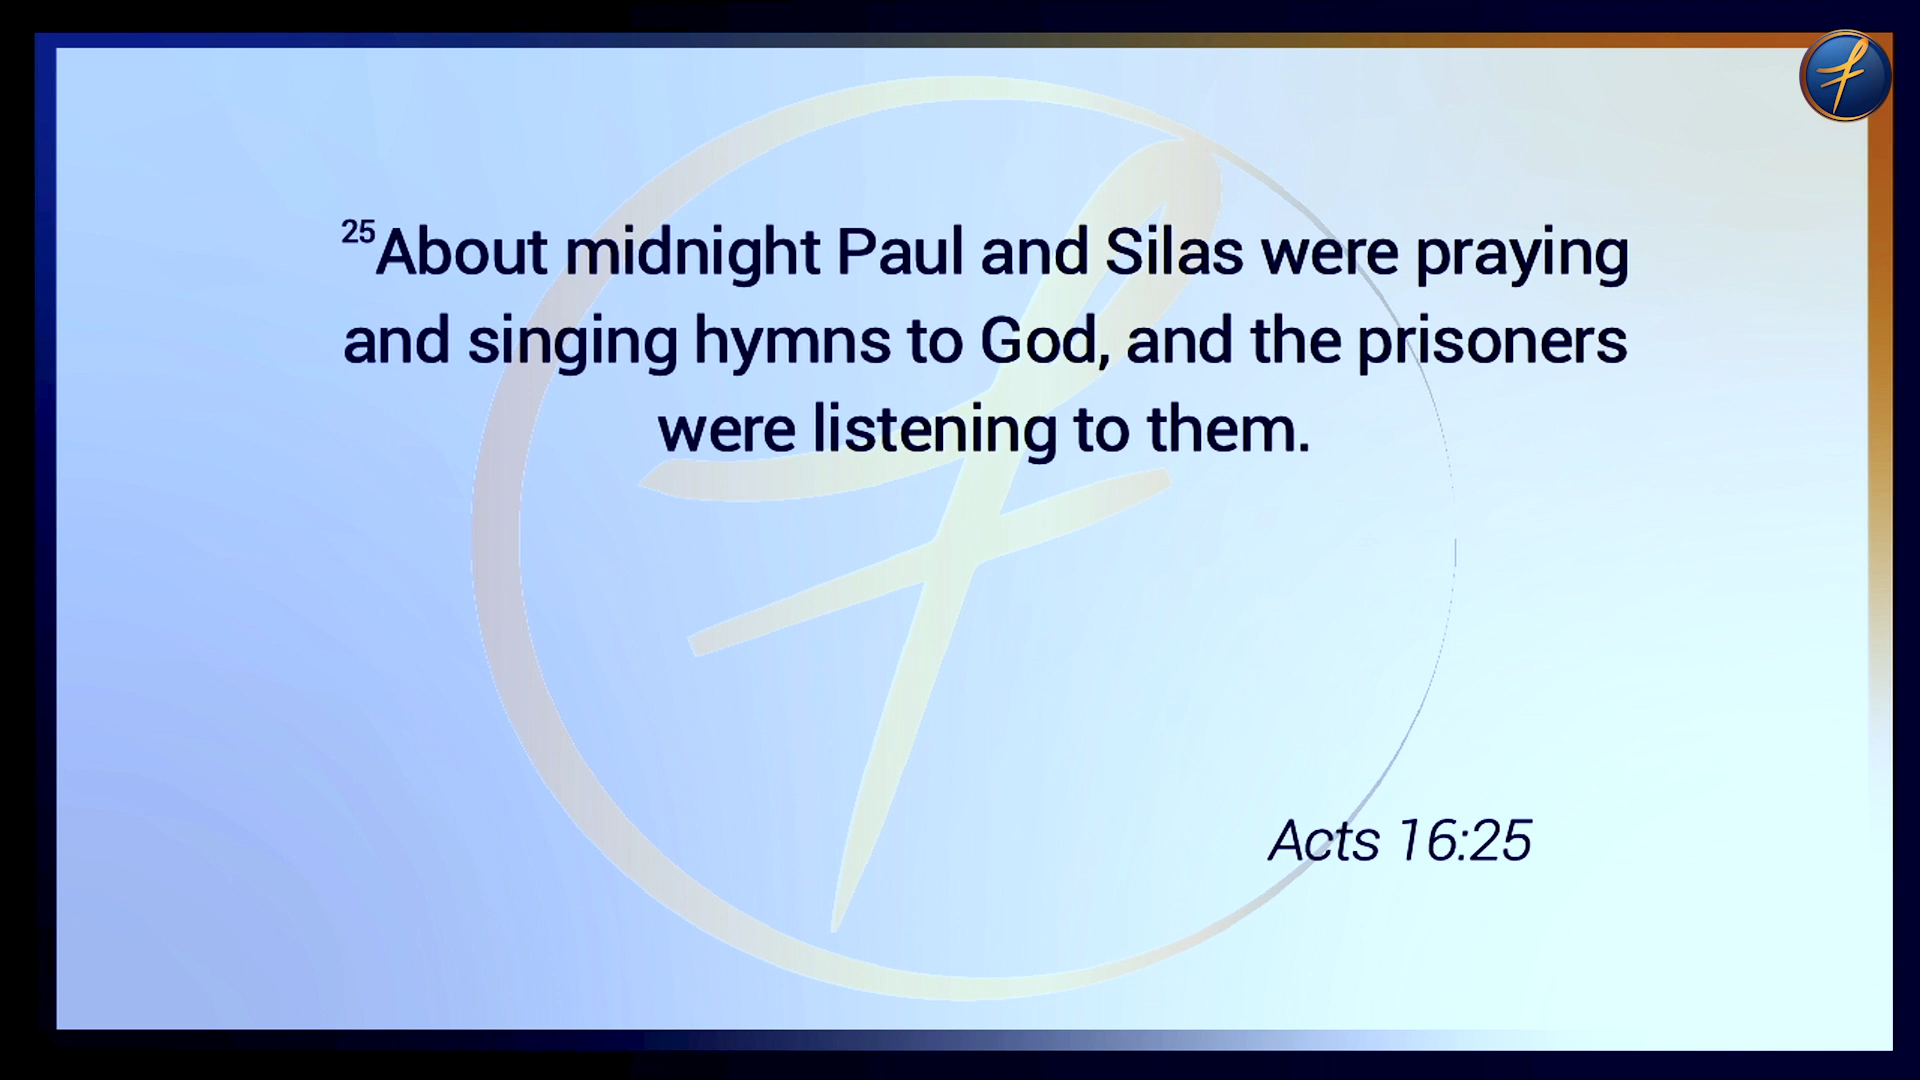 25About midnight Paul and Silas were praying
and singing hymns to God, and the prisoners
were listening to them.
Acts 16:25